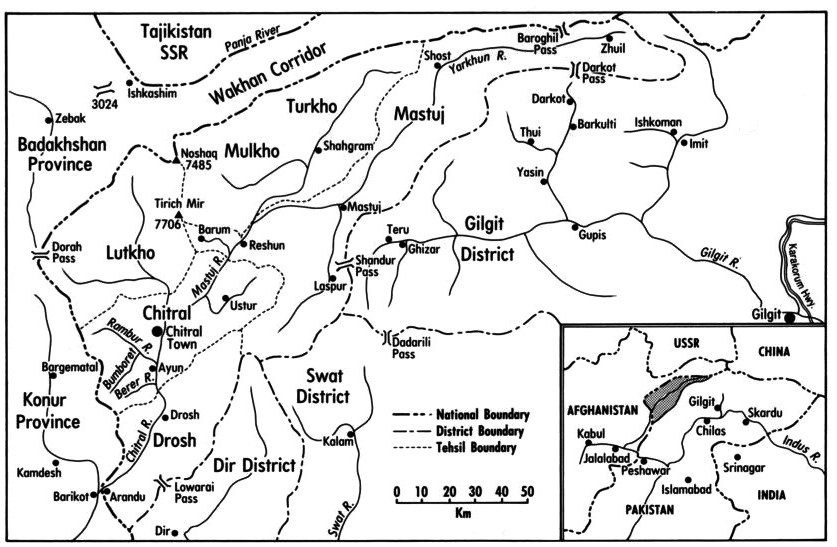 Tajikistan
SSR
Panja River
Baroghil
Pass
Zhuil
Shost
Yarkhun R.
Darkot
Pass
Wakhan Corridor
3024
Ishkashim
Zebak
Badakhshan
Province
Turkho
Mastuj
Darkot
Barkulti
Thui
Ishkoman
Imit
Noshaq
7485
Mulkho
Shahgram
Yasin
Tirich Mir
7706
Mastuj
Barum
Reshun
Teru
Ghizar
Gilgit
District
Gupis
Dorah
Pass
Lutkho
Mastuj R.
Shandur
Pass
Laspur
Gilgit R.
Karakorum Hwy.
Ustur
Gilgit
Chitral
Chitral
Town
Rambur R.
Bumboret
Berer R.
Ayun
Dadarili
Pass
Bargematal
Konur
Province
Swat
District
Drosh
Drosh
Chitral R.
Kalam
Kamdesh
Dir District
Lowarai
Pass
Barikot
Arandu
Dir
Swat R.
National Boundary
District Boundary
Tehsil Boundary
0 10 20 30 40 50
Km
USSR
CHINA
AFGHANISTAN
Gilgit
Skardu
Chilas
Kabul
Jalalabad
Peshawar
Indus R.
Srinagar
Islamabad
INDIA
PAKISTAN